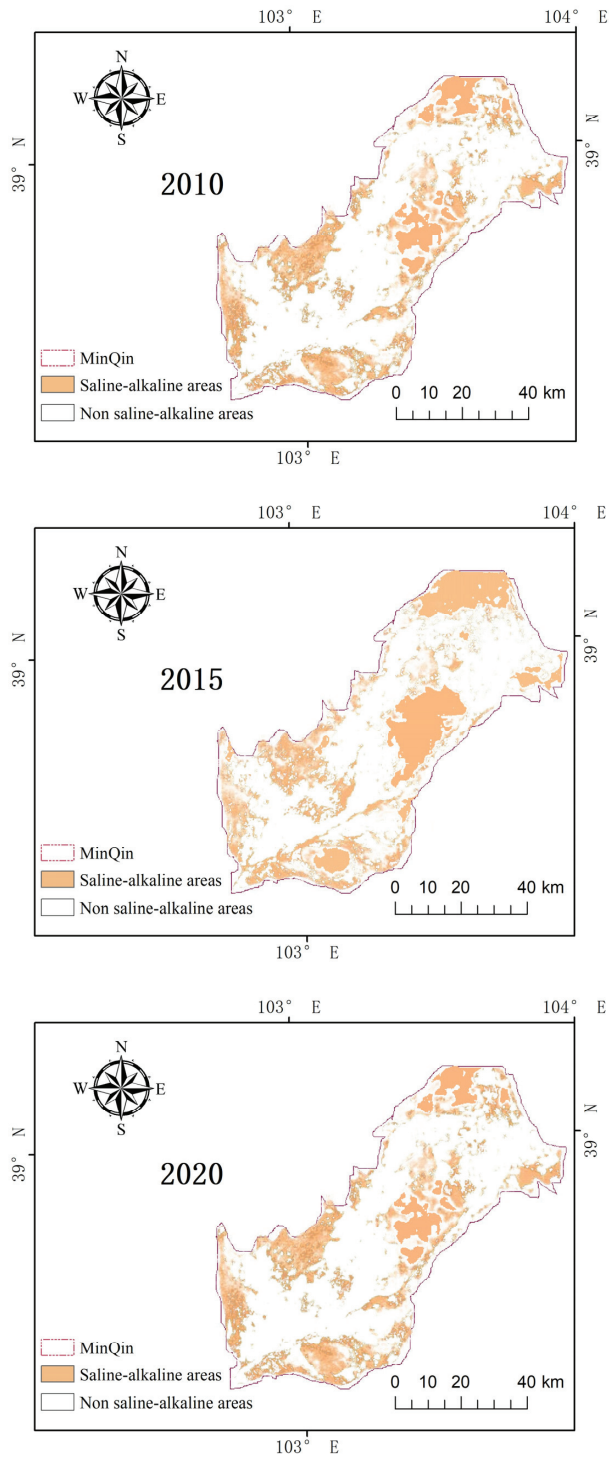 103° E 104° E
N
W E
S
39° N 39° N
2010
MinQin
Saline-alkaline areas
Non saline-alkaline areas
0 10 20 40 km
103° E
103° E 104° E
N
W E
S
39° N 39° N
2015
MinQin
Saline-alkaline areas
Non saline-alkaline areas
0 10 20 40 km
103° E
103° E 104° E
N
W E
S
39° N 39° N
2020
MinQin
Saline-alkaline areas
Non saline-alkaline areas
0 10 20 40 km
103° E